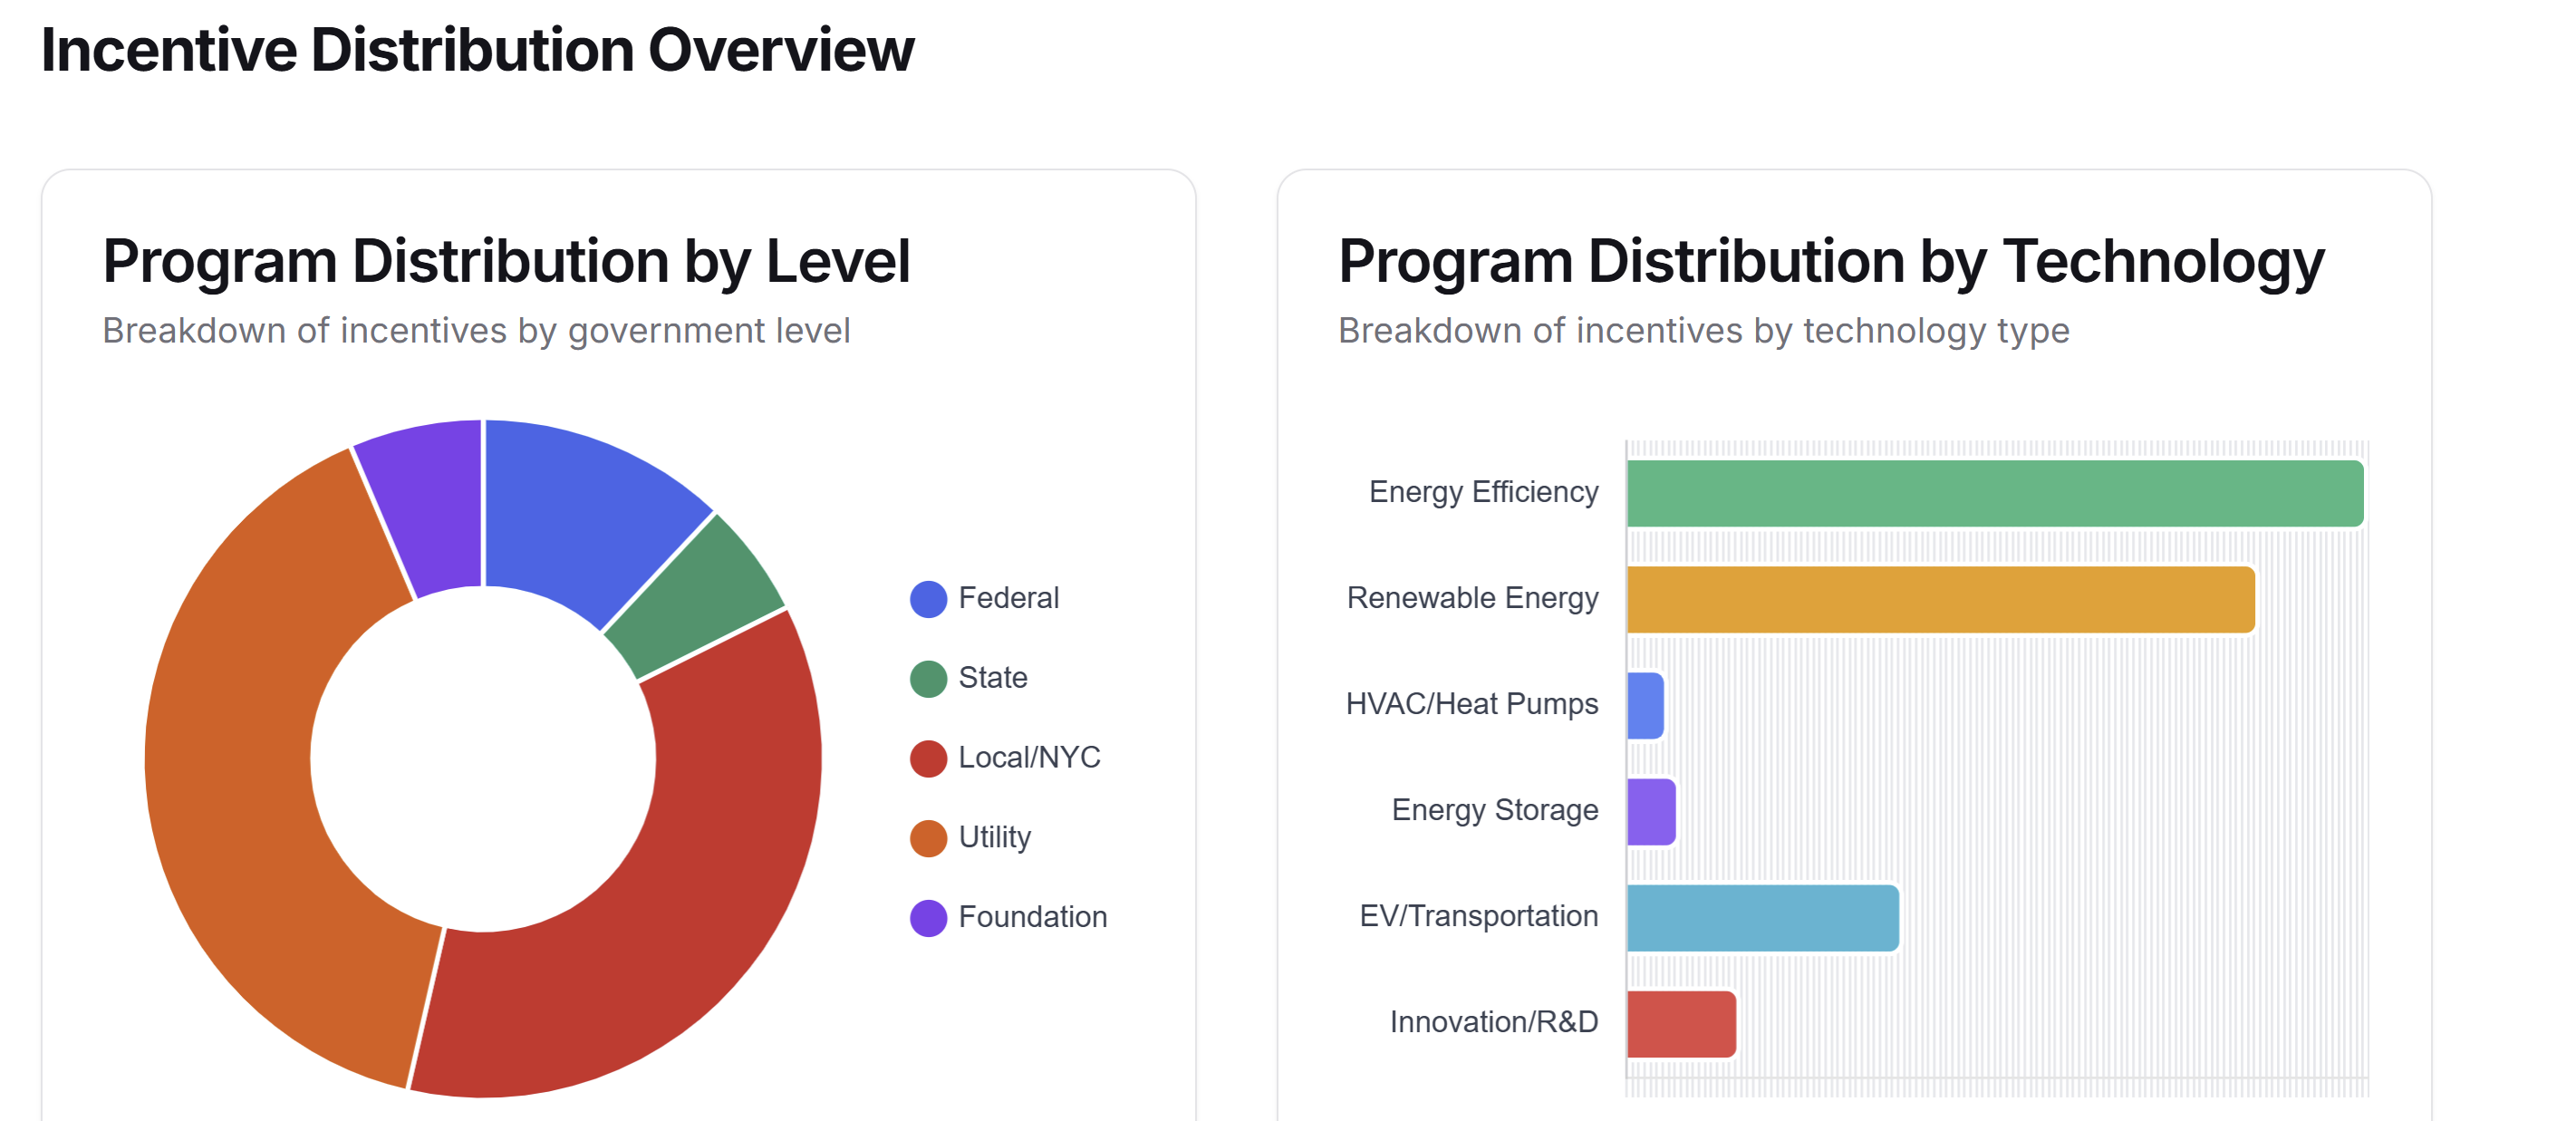 Incentive Distribution Overview
Program Distribution by Level
Breakdown of incentives by government level
Federal
State
Local/NYC
Utility
Foundation
Program Distribution by Technology
Breakdown of incentives by technology type
Energy Efficiency
Renewable Energy
HVAC/Heat Pumps
Energy Storage
EV/Transportation
Innovation/R&D